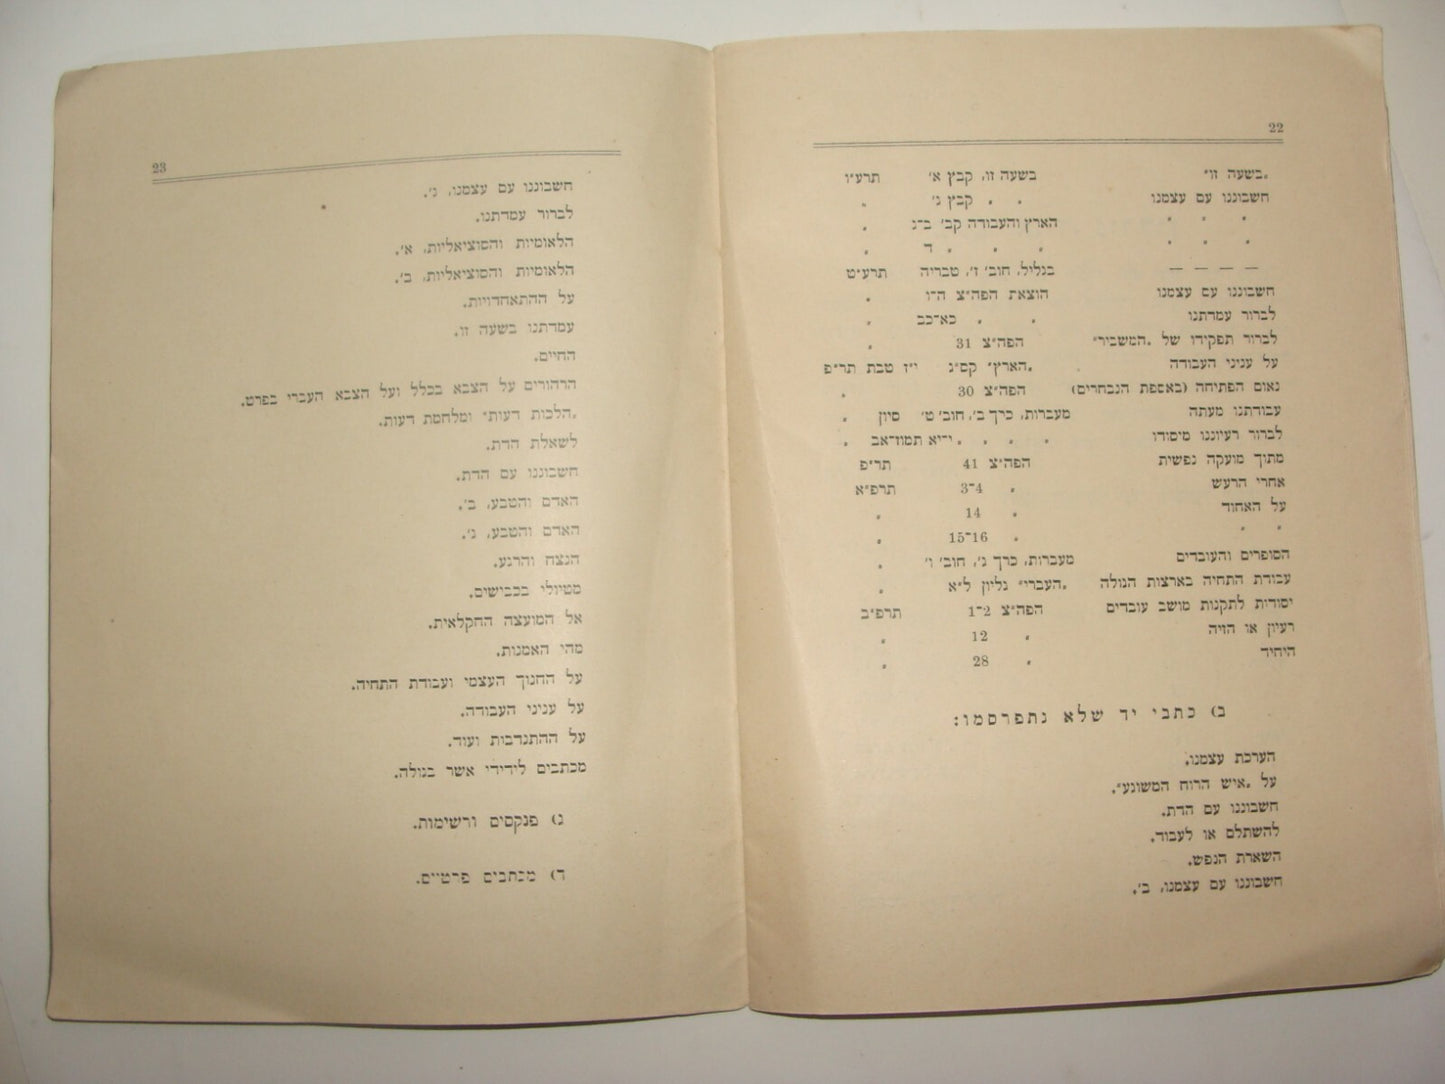 22
„בשעה זו״ בשעה זו, קבץ א׳ תרע״ו
חשבוננו עם עצמנו ״ ״ קבץ ג׳ ״
״ ״ ״ הארץ והעבודה קב׳ ב־ג ״
״ ״ ״ ״ ״ ״ ד ״
— — — — בגליל, חוב׳ ז׳, טבריה תרע״ט
חשבוננו עם עצמנו הוצאת הפה״צ ה־ו ״
לברור עמדתנו ״ ״ כא־כב ״
לברור תפקידו של „המשביר״ הפה״צ 31 ״
על עניני העבודה „הארץ״ קס״ג י״ז טבת תר״פ
נאום הפתיחה (באספת הנבחרים) הפה״צ 30 ״
עבודתנו מעתה מעברות, כרך ב׳, חוב׳ ט׳ סיון ״
לברור רעיוננו מיסודו ״ ״ ״ ״ י־יא תמוז־אב ״
מתוך מועקה נפשית הפה״צ 41 תר״פ
אחרי הרעש ״ 3־4 תרפ״א
על האחוד ״ 14 ״
״ ״ ״ 15־16 ״
הסופרים והעובדים מעברות, כרך ג׳, חוב׳ ו׳ ״
עבודת התחיה בארצות הגולה „העברי״ גליון ל״א ״
יסודות לתקנות מושב עובדים הפה״צ 1־2 תרפ״ב
רעיון או הזיה ״ 12 ״
היחיד ״ 28 ״
ב) כתבי יד שלא נתפרסמו:
הערכת עצמנו.
על „איש הרוח המשוגע״.
חשבוננו עם הדת.
להשתלם או לעבוד.
השארת הנפש.
חשבוננו עם עצמנו, ב׳.
23
חשבוננו עם עצמנו, ג׳.
לברור עמדתנו.
הלאומיות והסוציאליות, א׳.
הלאומיות והסוציאליות, ב׳.
על ההתאחדויות.
עמדתנו בשעה זו.
החיים.
הרהורים על הצבא בכלל ועל הצבא העברי בפרט.
„הלכות דעות״ ומלחמת דעות.
לשאלת הדת.
חשבוננו עם הדת.
האדם והטבע, ב׳.
האדם והטבע, ג׳.
הנצח והרגע.
מטיולי בכבישים.
אל המועצה החקלאית.
מהי האמנות.
על החנוך העצמי ועבודת התחיה.
על עניני העבודה.
על ההתנדבות ועוד.
מכתבים לידידי אשר בגולה.
ג) פנקסים ורשימות.
ד) מכתבים פרטיים.